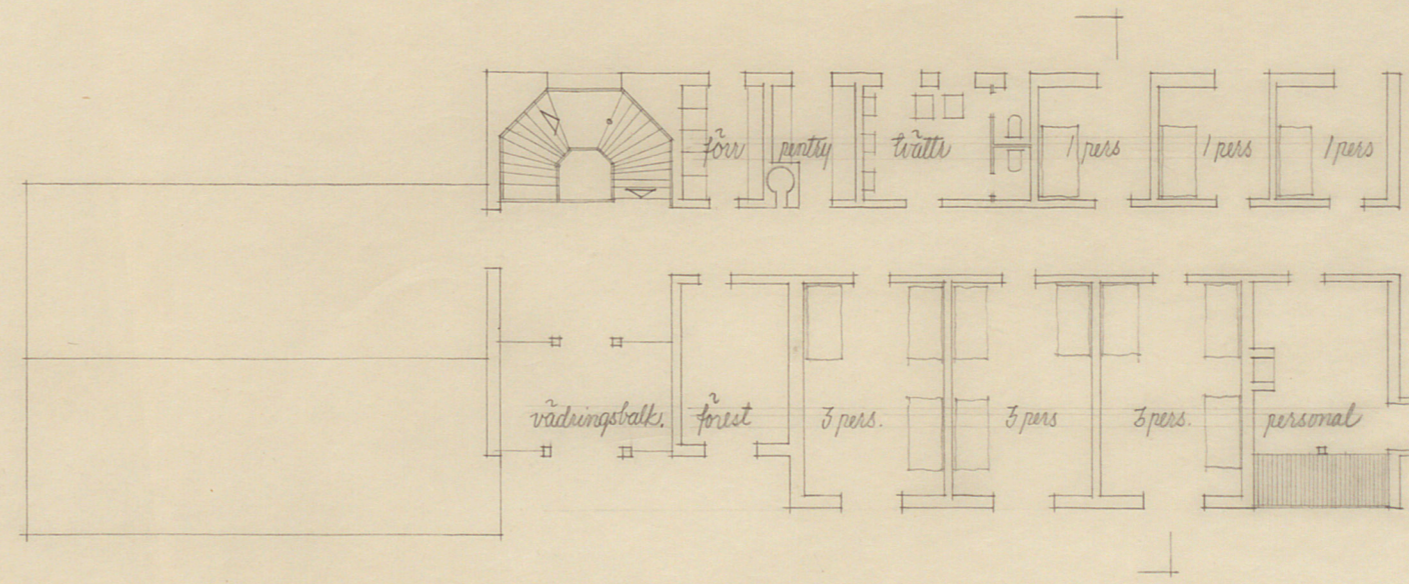 förr
pentry
tvätt
1 pers
1 pers
1 pers
vädringsbalk.
förest
3 pers.
3 pers
3 pers.
personal